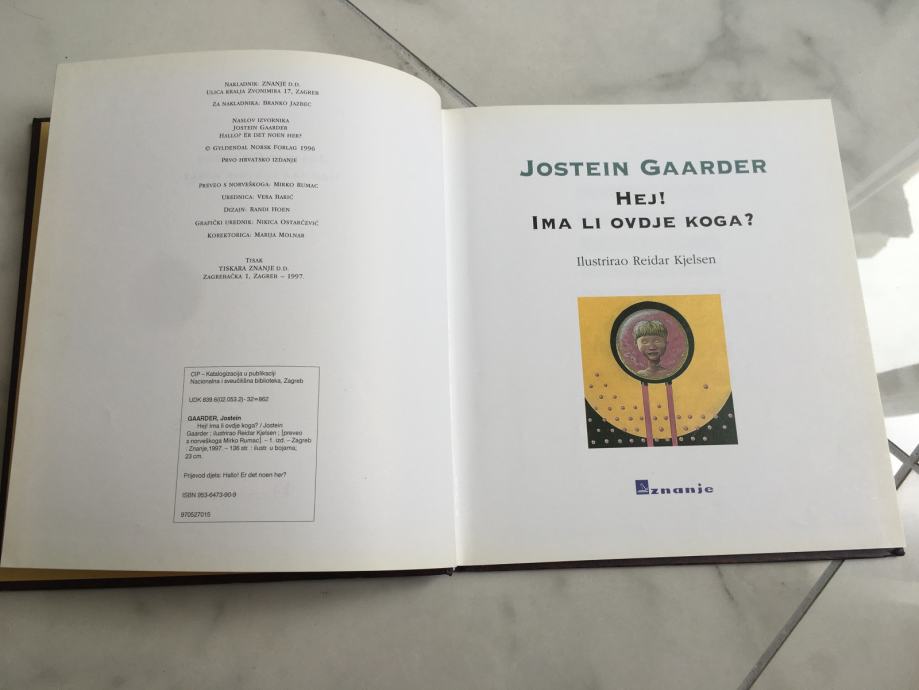 NAKLADNIK: ZNANJE D.D.
ULICA KRALJA ZVONIMIRA 17, ZAGREB
ZA NAKLADNIKA: BRANKO JAZBEC
NASLOV IZVORNIKA
JOSTEIN GAARDER
HALLO? ER DET NOEN HER?
© GYLDENDAL NORSK FORLAG 1996
PRVO HRVATSKO IZDANJE
PREVEO S NORVEŠKOGA: MIRKO RUMAC
UREDNICA: VERA BARIĆ
DIZAJN: RANDI HOEN
GRAFIČKI UREDNIK: NIKICA OSTARČEVIĆ
KOREKTORICA: MARIJA MOLNAR
TISAK
TISKARA ZNANJE D.D.
ZAGREBAČKA 1, ZAGREB – 1997.
CIP – Katalogizacija u publikaciji
Nacionalna i sveučilišna biblioteka, Zagreb
UDK 839.6(02.053.2)-32=862
GAARDER, Jostein
Hej! Ima li ovdje koga? / Jostein
Gaarder ; ilustrirao Reidar Kjelsen ; [preveo
s norveškoga Mirko Rumac]. – 1. izd. – Zagreb
: Znanje,1997. – 136 str. : ilustr. u bojama;
23 cm.
Prijevod djela: Hallo! Er det noen her?
ISBN 953-6473-90-9
970527015
JOSTEIN GAARDER
HEJ!
IMA LI OVDJE KOGA?
Ilustrirao Reidar Kjelsen
znanje